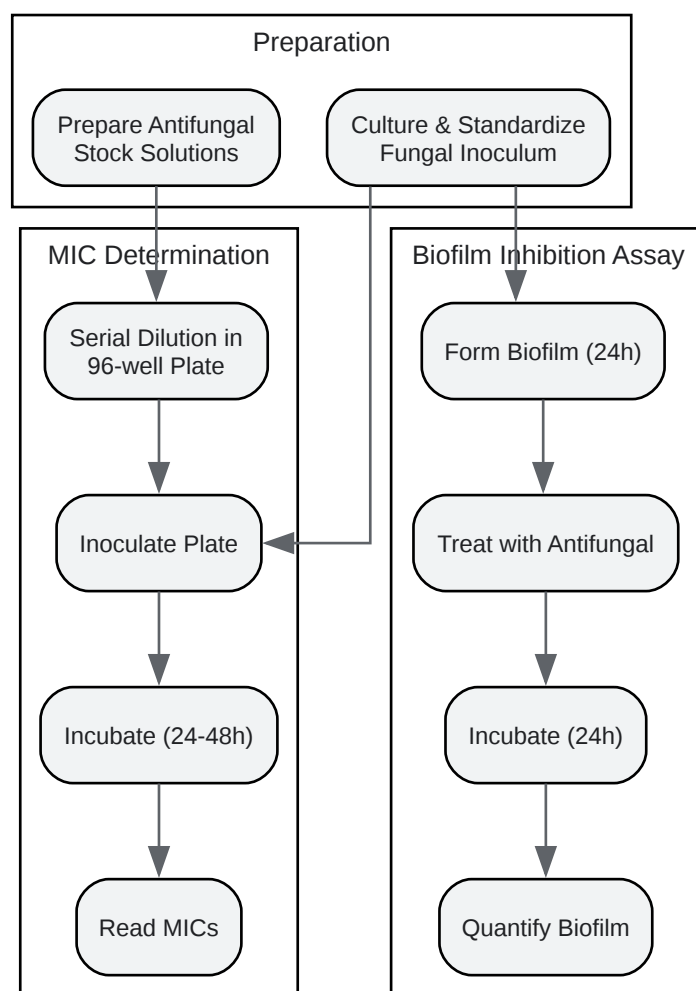 Preparation
Prepare Antifungal
Stock Solutions
Culture & Standardize
Fungal Inoculum
MIC Determination
Serial Dilution in
96-well Plate
Inoculate Plate
Incubate (24-48h)
Read MICs
Biofilm Inhibition Assay
Form Biofilm (24h)
Treat with Antifungal
Incubate (24h)
Quantify Biofilm